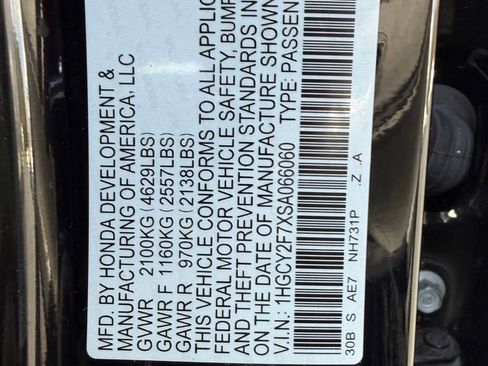 MFD. BY HONDA DEVELOPMENT &
MANUFACTURING OF AMERICA, LLC
GVWR 2100KG (4629LBS)
GAWR F 1160KG (2557LBS)
GAWR R 970KG (2138LBS)
THIS VEHICLE CONFORMS TO ALL APPLIC
FEDERAL MOTOR VEHICLE SAFETY, BUMP
AND THEFT PREVENTION STANDARDS IN
ON THE DATE OF MANUFACTURE SHOWN
V.I.N.: 1HGCY2F7XSA066060 TYPE: PASSEN
30B S AE7 NH731P .Z .A